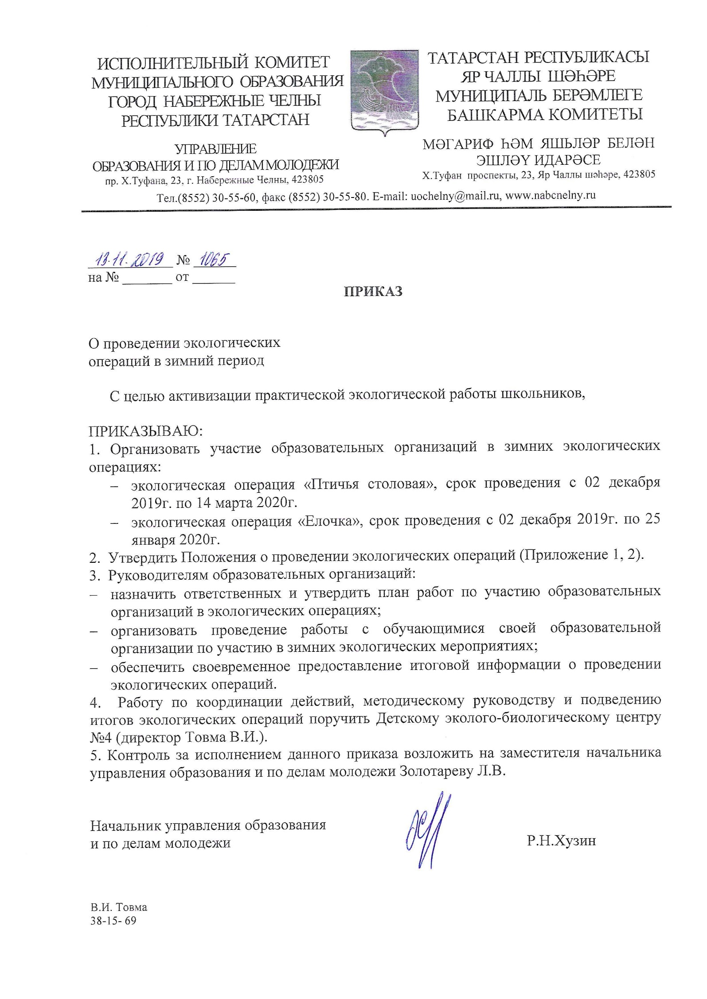 ИСПОЛНИТЕЛЬНЫЙ КОМИТЕТ
МУНИЦИПАЛЬНОГО ОБРАЗОВАНИЯ
ГОРОД НАБЕРЕЖНЫЕ ЧЕЛНЫ
РЕСПУБЛИКИ ТАТАРСТАН
УПРАВЛЕНИЕ
ОБРАЗОВАНИЯ И ПО ДЕЛАМ МОЛОДЕЖИ
пр. Х.Туфана, 23, г. Набережные Челны, 423805
ТАТАРСТАН РЕСПУБЛИКАСЫ
ЯР ЧАЛЛЫ ШӘҺӘРЕ
МУНИЦИПАЛЬ БЕРӘМЛЕГЕ
БАШКАРМА КОМИТЕТЫ
МӘГАРИФ ҺӘМ ЯШЬЛӘР БЕЛӘН
ЭШЛӘҮ ИДАРӘСЕ
Х.Туфан проспекты, 23, Яр Чаллы шәһәре, 423805
Тел.(8552) 30-55-60, факс (8552) 30-55-80. E-mail: uochelny@mail.ru, www.nabcnelny.ru
13.11.2019 № 1065
на № _______ от ______
ПРИКАЗ
О проведении экологических
операций в зимний период
С целью активизации практической экологической работы школьников,
ПРИКАЗЫВАЮ:
1. Организовать участие образовательных организаций в зимних экологических
операциях:
– экологическая операция «Птичья столовая», срок проведения с 02 декабря
2019г. по 14 марта 2020г.
– экологическая операция «Елочка», срок проведения с 02 декабря 2019г. по 25
января 2020г.
2. Утвердить Положения о проведении экологических операций (Приложение 1, 2).
3. Руководителям образовательных организаций:
– назначить ответственных и утвердить план работ по участию образовательных
организаций в экологических операциях;
– организовать проведение работы с обучающимися своей образовательной
организации по участию в зимних экологических мероприятиях;
– обеспечить своевременное предоставление итоговой информации о проведении
экологических операций.
4. Работу по координации действий, методическому руководству и подведению
итогов экологических операций поручить Детскому эколого-биологическому центру
№4 (директор Товма В.И.).
5. Контроль за исполнением данного приказа возложить на заместителя начальника
управления образования и по делам молодежи Золотареву Л.В.
Начальник управления образования
и по делам молодежи Р.Н.Хузин
В.И. Товма
38-15- 69